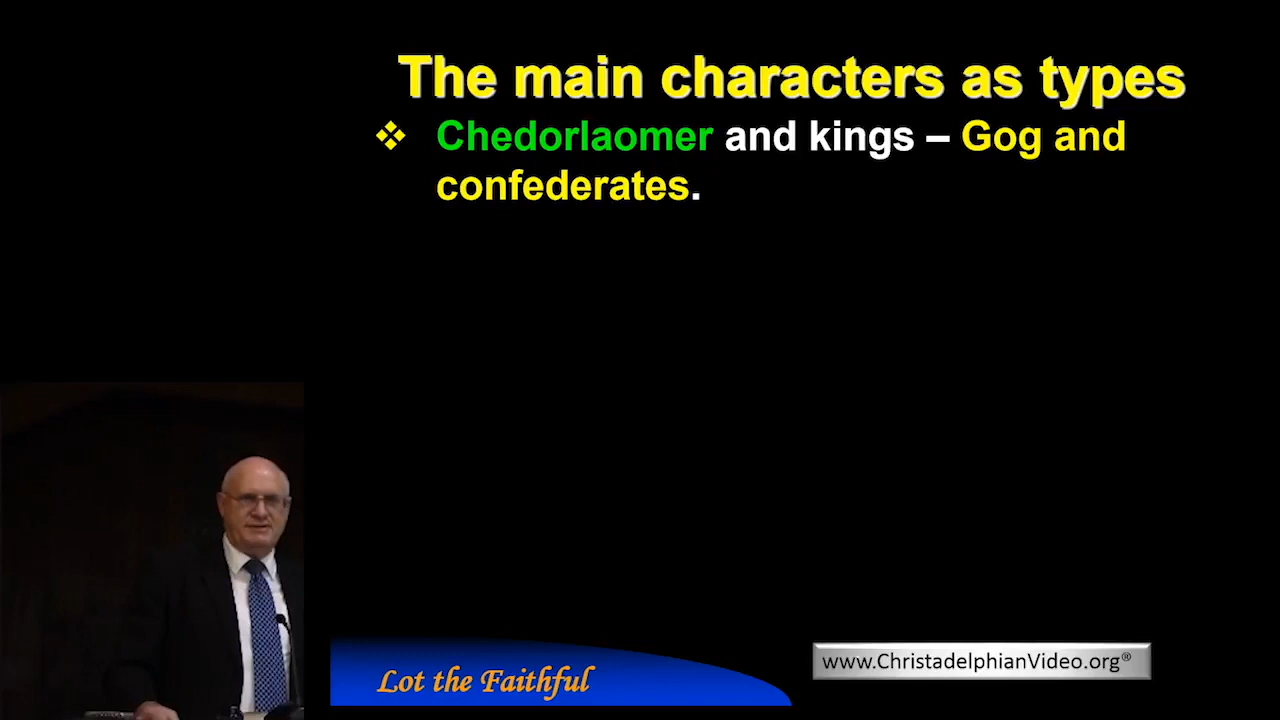 The main characters as types
❖ Chedorlaomer and kings – Gog and
confederates.
Lot the Faithful
www.ChristadelphianVideo.org®